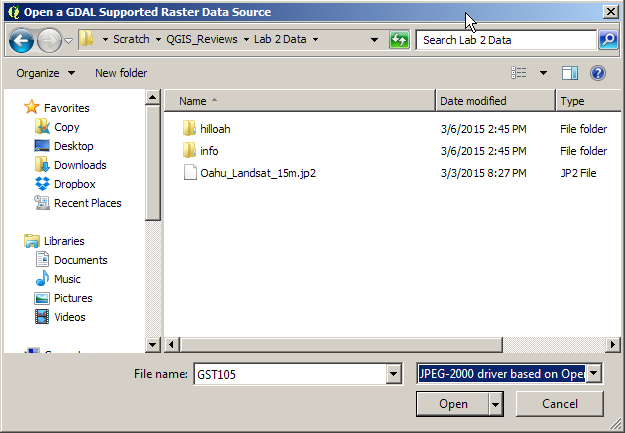 Open a GDAL Supported Raster Data Source
Scratch QGIS_Reviews Lab 2 Data
Search Lab 2 Data
Organize New folder
Name Date modified Type
Favorites
Copy
Desktop
Downloads
Dropbox
Recent Places
Libraries
Documents
Music
Pictures
Videos
hilloah 3/6/2015 2:45 PM File folder
info 3/6/2015 2:45 PM File folder
Oahu_Landsat_15m.jp2 3/3/2015 8:27 PM JP2 File
File name: GST105
JPEG-2000 driver based on Oper
Open Cancel